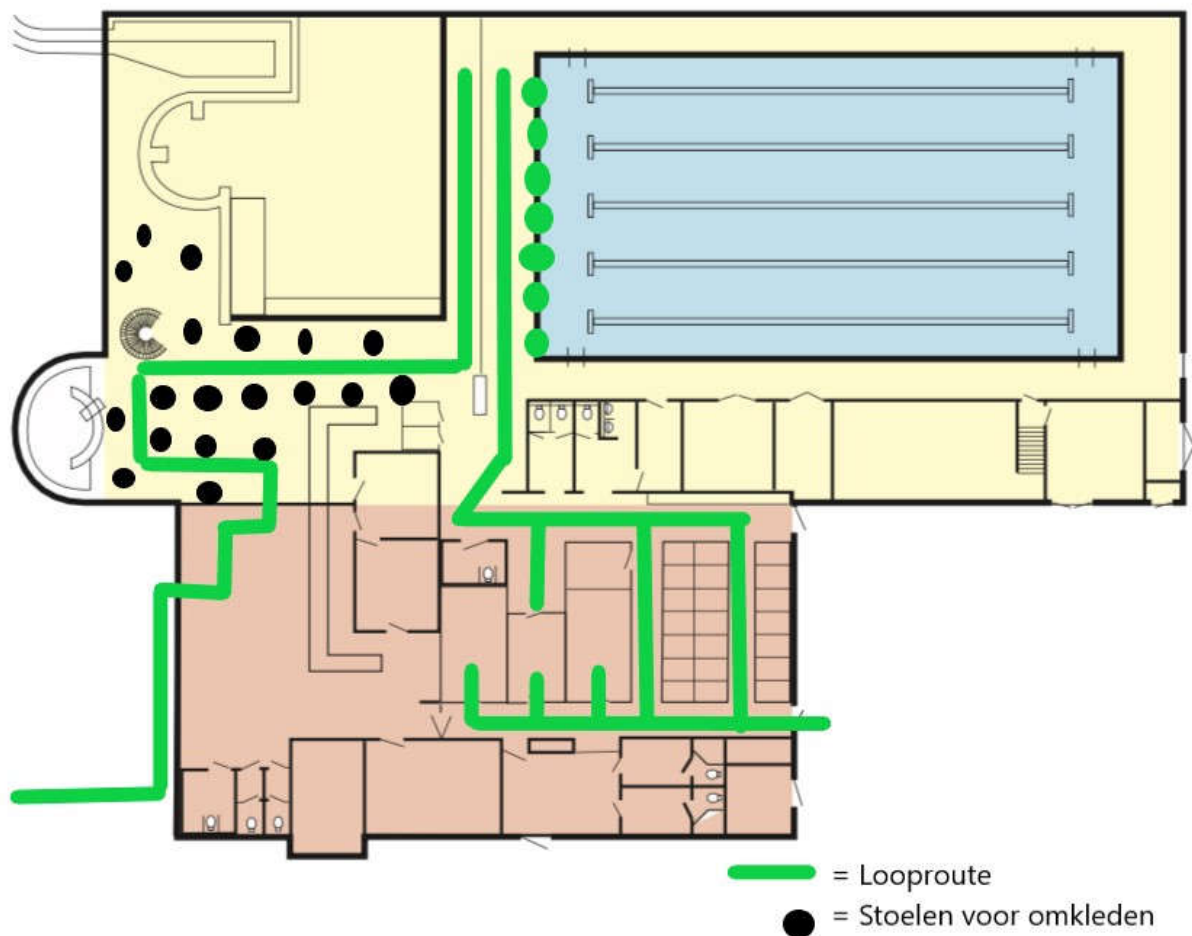 = Looproute
= Stoelen voor omkleden